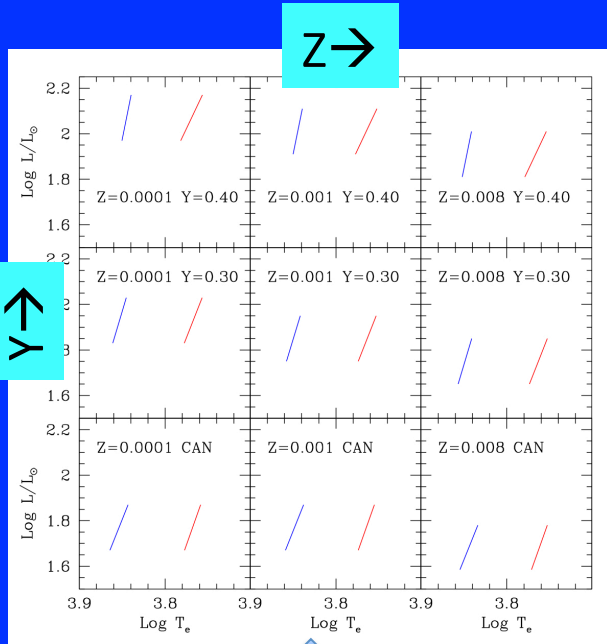 Z→
2.2
2
1.8
1.6
Log L/L☉
Z=0.0001 Y=0.40
Z=0.001 Y=0.40
Z=0.008 Y=0.40
Y→
Z=0.0001 Y=0.30
Z=0.001 Y=0.30
Z=0.008 Y=0.30
1.6
2.2
2
1.8
1.6
Log L/L☉
Z=0.0001 CAN
Z=0.001 CAN
Z=0.008 CAN
3.9
3.8
3.9
3.8
3.9
3.8
Log Te
Log Te
Log Te